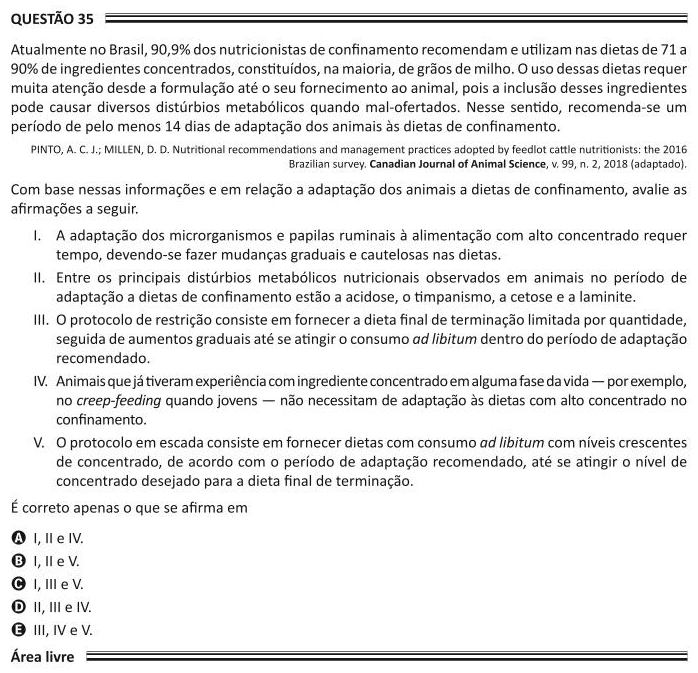 QUESTÃO 35
Atualmente no Brasil, 90,9% dos nutricionistas de confinamento recomendam e utilizam nas dietas de 71 a
90% de ingredientes concentrados, constituídos, na maioria, de grãos de milho. O uso dessas dietas requer
muita atenção desde a formulação até o seu fornecimento ao animal, pois a inclusão desses ingredientes
pode causar diversos distúrbios metabólicos quando mal-ofertados. Nesse sentido, recomenda-se um
período de pelo menos 14 dias de adaptação dos animais às dietas de confinamento.
PINTO, A. C. J.; MILLEN, D. D. Nutritional recommendations and management practices adopted by feedlot cattle nutritionists: the 2016
Brazilian survey. Canadian Journal of Animal Science, v. 99, n. 2, 2018 (adaptado).
Com base nessas informações e em relação a adaptação dos animais a dietas de confinamento, avalie as
afirmações a seguir.
I. A adaptação dos microrganismos e papilas ruminais à alimentação com alto concentrado requer
tempo, devendo-se fazer mudanças graduais e cautelosas nas dietas.
II. Entre os principais distúrbios metabólicos nutricionais observados em animais no período de
adaptação a dietas de confinamento estão a acidose, o timpanismo, a cetose e a laminite.
III. O protocolo de restrição consiste em fornecer a dieta final de terminação limitada por quantidade,
seguida de aumentos graduais até se atingir o consumo ad libitum dentro do período de adaptação
recomendado.
IV. Animais que já tiveram experiência com ingrediente concentrado em alguma fase da vida — por exemplo,
no creep-feeding quando jovens — não necessitam de adaptação às dietas com alto concentrado no
confinamento.
V. O protocolo em escada consiste em fornecer dietas com consumo ad libitum com níveis crescentes
de concentrado, de acordo com o período de adaptação recomendado, até se atingir o nível de
concentrado desejado para a dieta final de terminação.
É correto apenas o que se afirma em
A I, II e IV.
B I, II e V.
C I, III e V.
D II, III e IV.
E III, IV e V.
Área livre